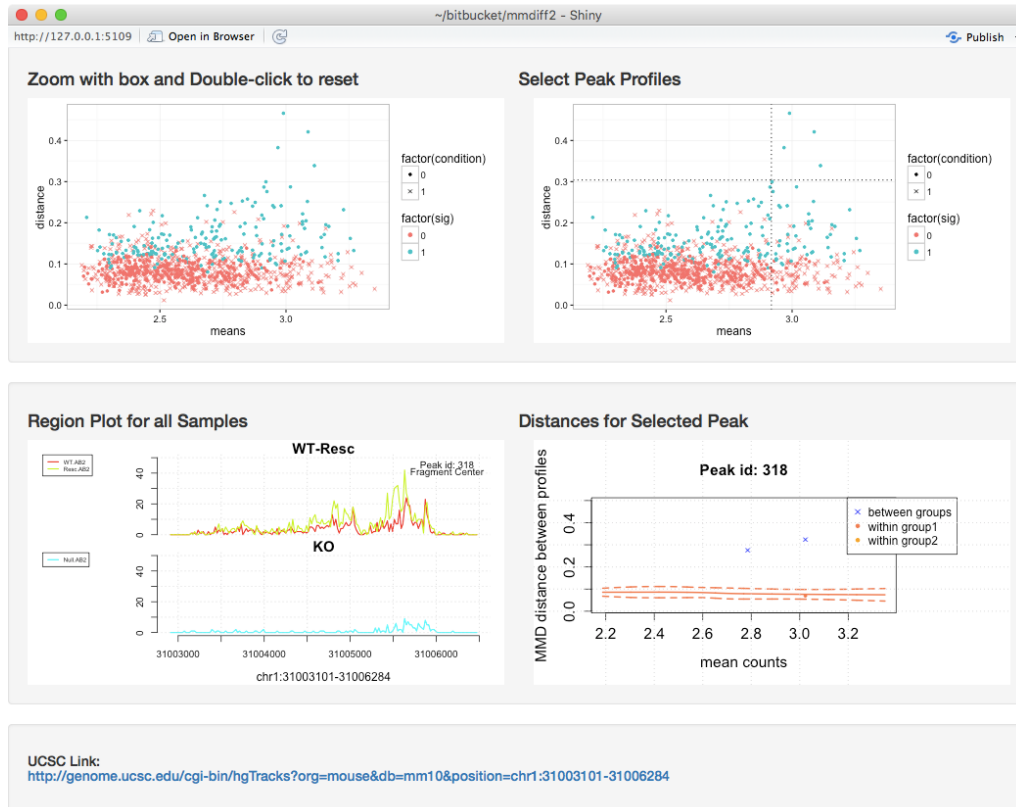 ~/bitbucket/mmdiff2 - Shiny
http://127.0.0.1:5109 Open in Browser Publish
Zoom with box and Double-click to reset
0.4
0.3
0.2
0.1
0.0
distance
2.5 3.0
means
factor(condition)
0
1
factor(sig)
0
1
Select Peak Profiles
0.4
0.3
0.2
0.1
0.0
distance
2.5 3.0
means
factor(condition)
0
1
factor(sig)
0
1
Region Plot for all Samples
WT.AB2
Resc.AB2
WT-Resc
Peak id: 318
Fragment Center
40
20
0
Null.AB2
KO
40
20
0
31003000 31004000 31005000 31006000
chr1:31003101-31006284
Distances for Selected Peak
Peak id: 318
MMD distance between profiles
0.4
0.2
0.0
between groups
within group1
within group2
2.2 2.4 2.6 2.8 3.0 3.2
mean counts
UCSC Link:
http://genome.ucsc.edu/cgi-bin/hgTracks?org=mouse&db=mm10&position=chr1:31003101-31006284